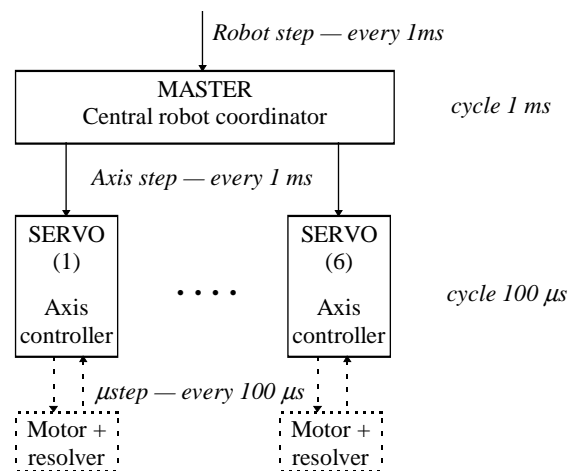 Robot step — every 1ms
MASTER
Central robot coordinator
cycle 1 ms
Axis step — every 1 ms
SERVO
(1)
Axis
controller
• • • •
SERVO
(6)
Axis
controller
cycle 100 µs
µstep — every 100 µs
Motor +
resolver
Motor +
resolver